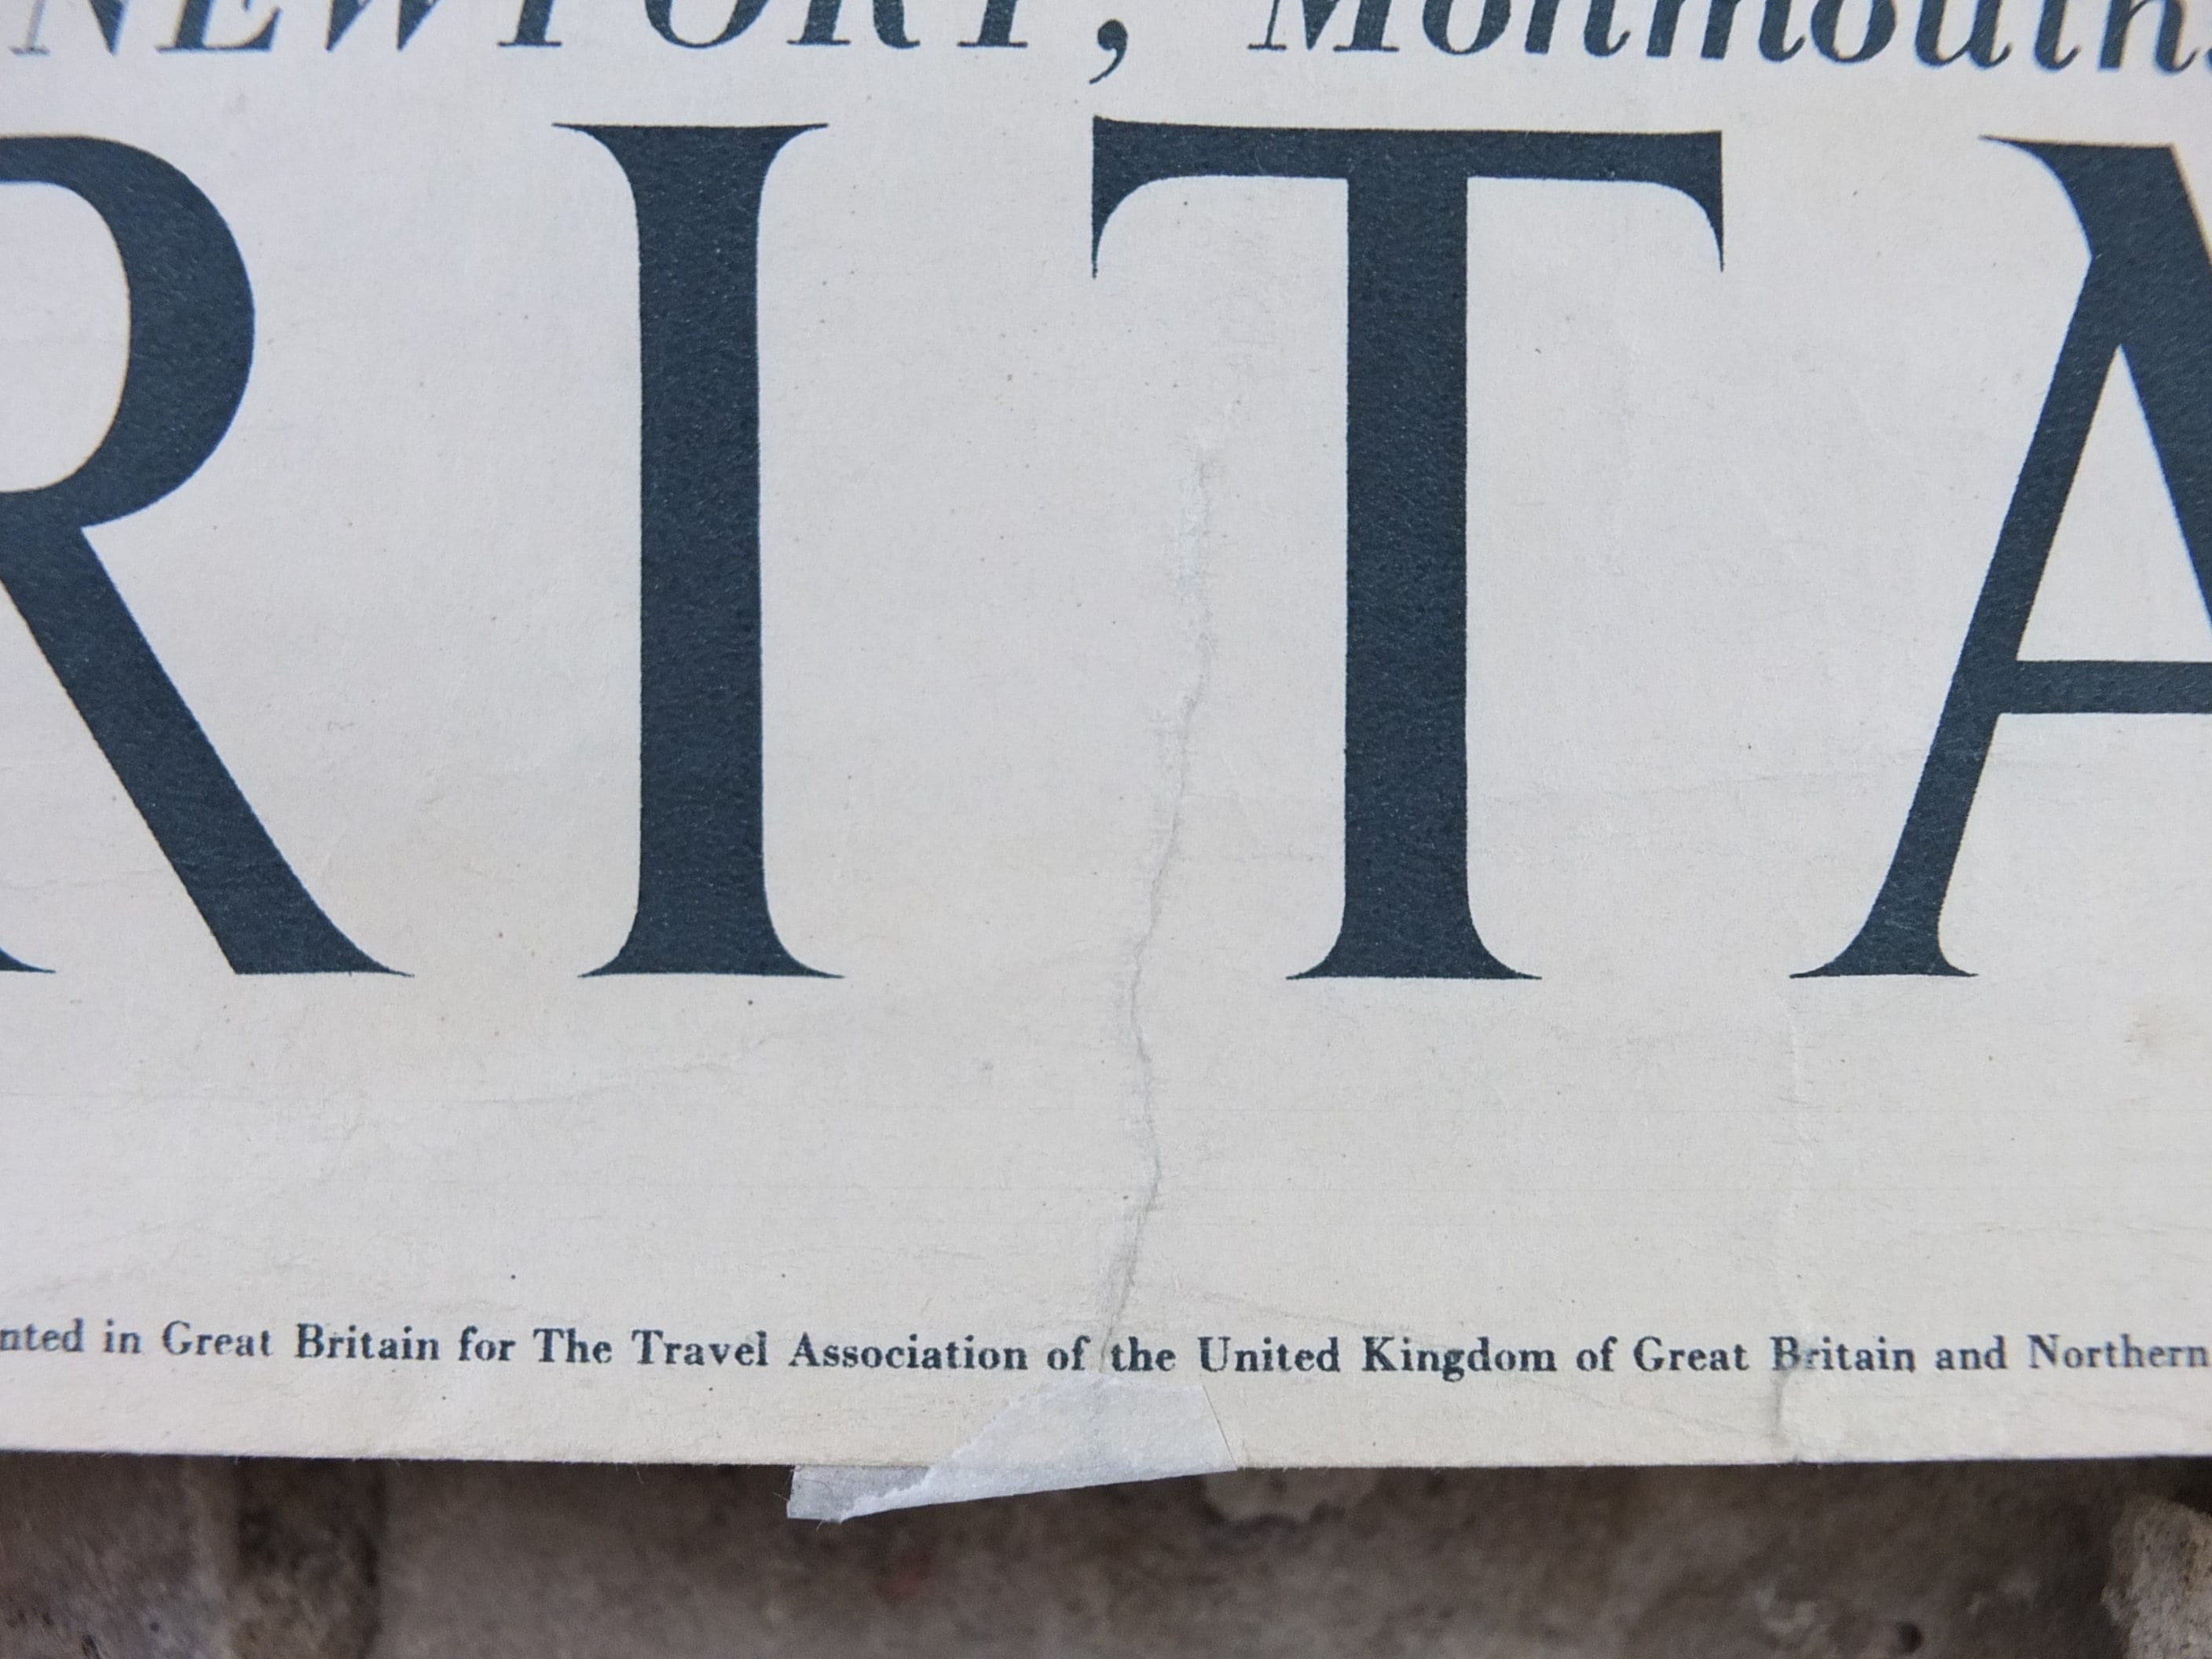 NEWPORT, Monmouth
RITA
nted in Great Britain for The Travel Association of the United Kingdom of Great Britain and Northern